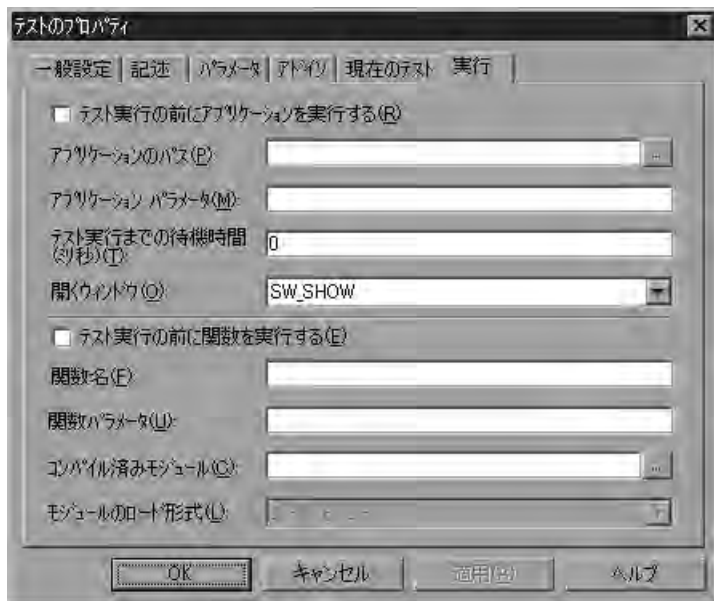 テストのプロパティ
一般設定
記述
パラメータ
アドイン
現在のテスト
実行
テスト実行の前にアプリケーションを実行する(R)
アプリケーションのパス(P):
...
アプリケーション パラメータ(M):
テスト実行までの待機時間
(ミリ秒)(T):
0
開くウィンドウ(O):
SW_SHOW
テスト実行の前に関数を実行する(E)
関数名(F):
関数パラメータ(U):
コンパイル済みモジュール(C):
...
モジュールのロード形式(L):
OK
キャンセル
適用(A)
ヘルプ